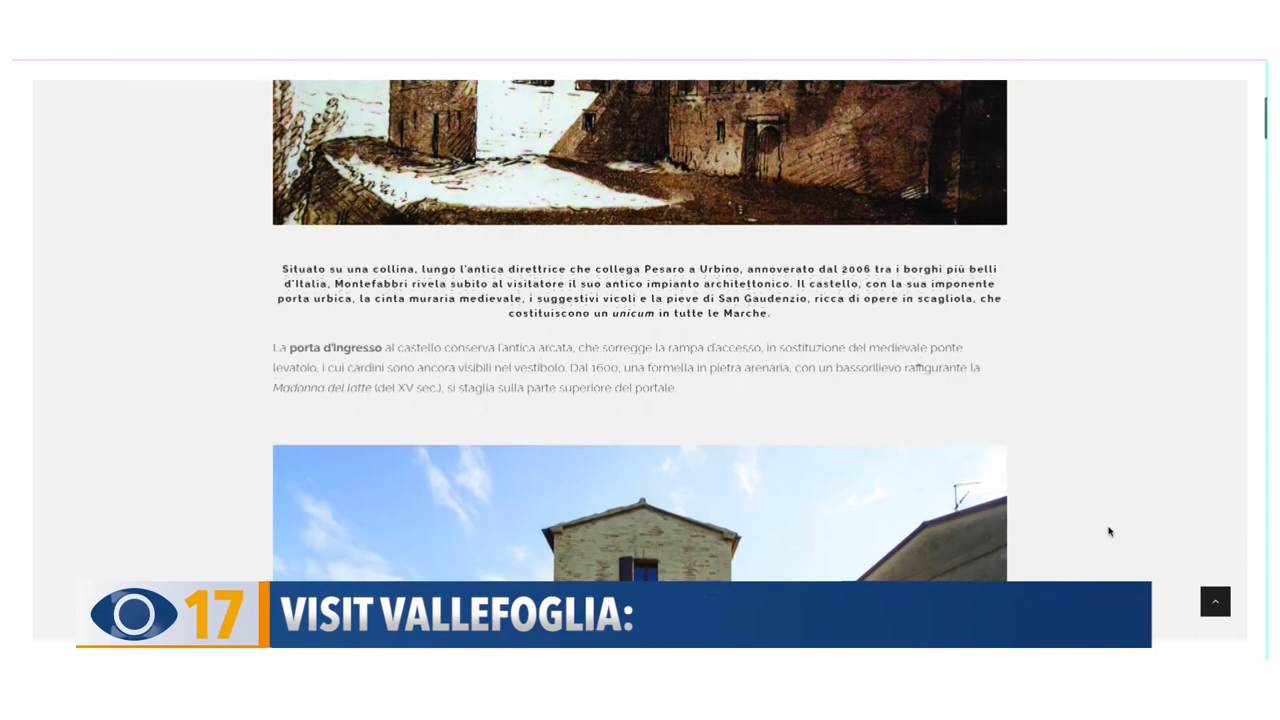 Situato su una collina, lungo l'antica direttrice che collega Pesaro a Urbino, annoverato dal 2006 tra i borghi più belli
d'Italia, Montefabbri rivela subito al visitatore il suo antico impianto architettonico. Il castello, con la sua imponente
porta urbica, la cinta muraria medievale, i suggestivi vicoli e la pieve di San Gaudenzio, ricca di opere in scagliola, che
costituiscono un unicum in tutte le Marche.
La porta d'ingresso al castello conserva l'antica arcata, che sorregge la rampa d'accesso, in sostituzione del medievale ponte
levatoio, i cui cardini sono ancora visibili nel vestibolo. Dal 1600, una formella in pietra arenaria, con un bassorilievo raffigurante la
Madonna del latte (del XV sec.), si staglia sulla parte superiore del portale.
17 VISIT VALLEFOGLIA: